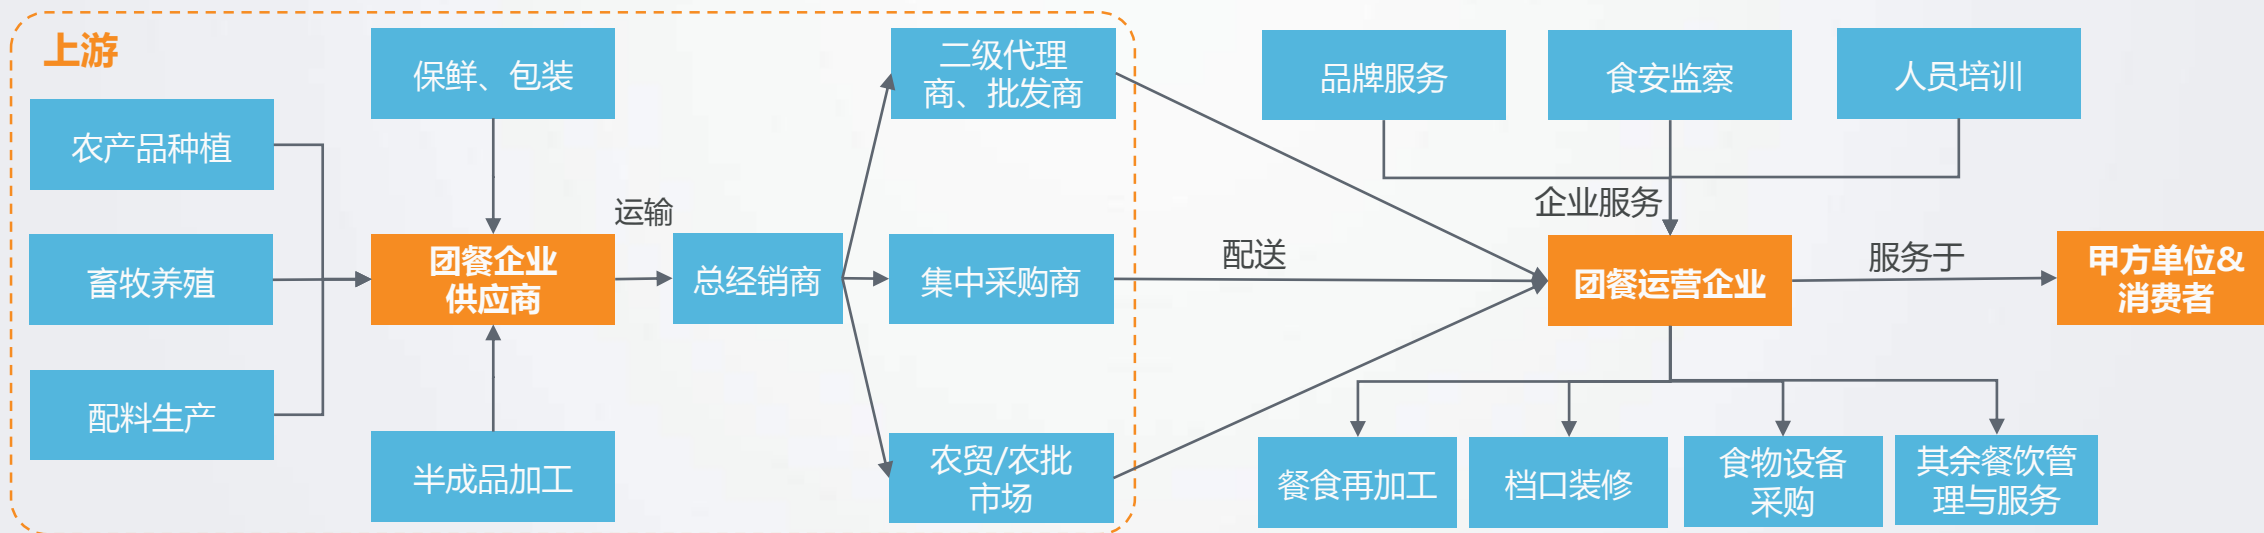 上游
农产品种植
畜牧养殖
配料生产
保鲜、包装
团餐企业
供应商
半成品加工
运输
总经销商
二级代理
商、批发商
集中采购商
农贸/农批
市场
配送
品牌服务
食安监察
人员培训
企业服务
团餐运营企业
服务于
甲方单位&
消费者
餐食再加工
档口装修
食物设备
采购
其余餐饮管
理与服务